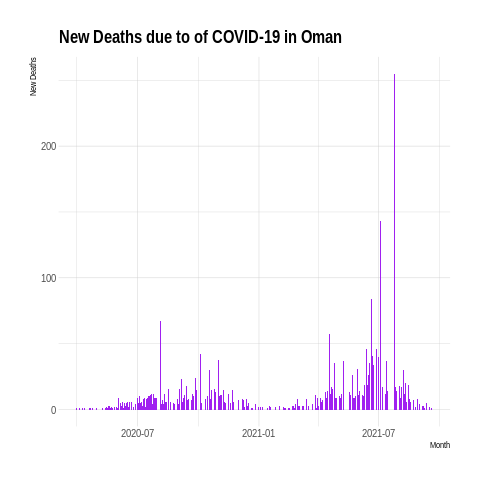 New Deaths due to of COVID-19 in Oman
New Deaths
200
100
0
2020-07
2021-01
2021-07
Month